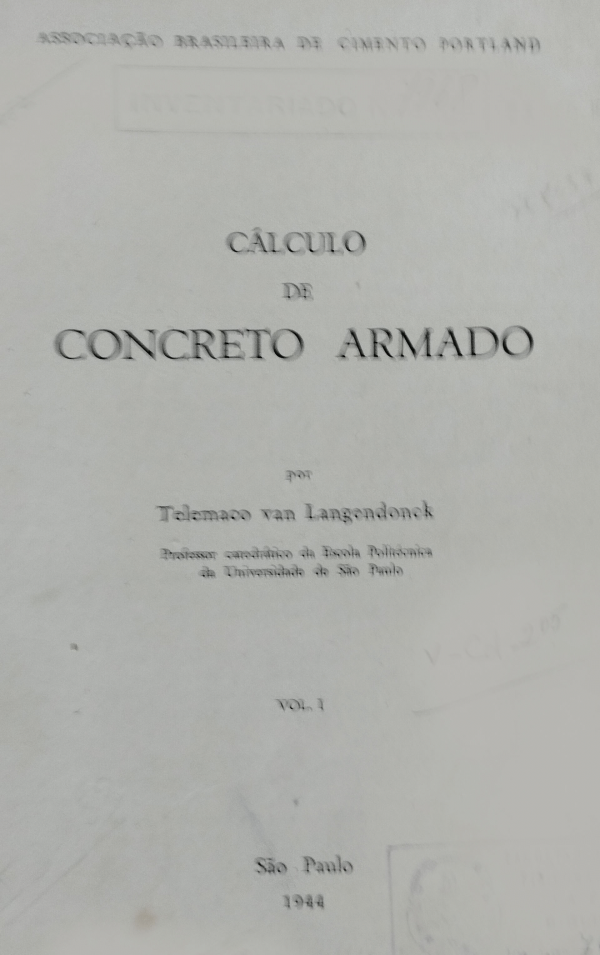 ASSOCIAÇÃO BRASILEIRA DE CIMENTO PORTLAND
INVENTARIADO
CÁLCULO
DE
CONCRETO ARMADO
por
Telemaco van Langendonck
Professor catedrático da Escola Politécnica
da Universidade de São Paulo
VOL. I
São Paulo
1944